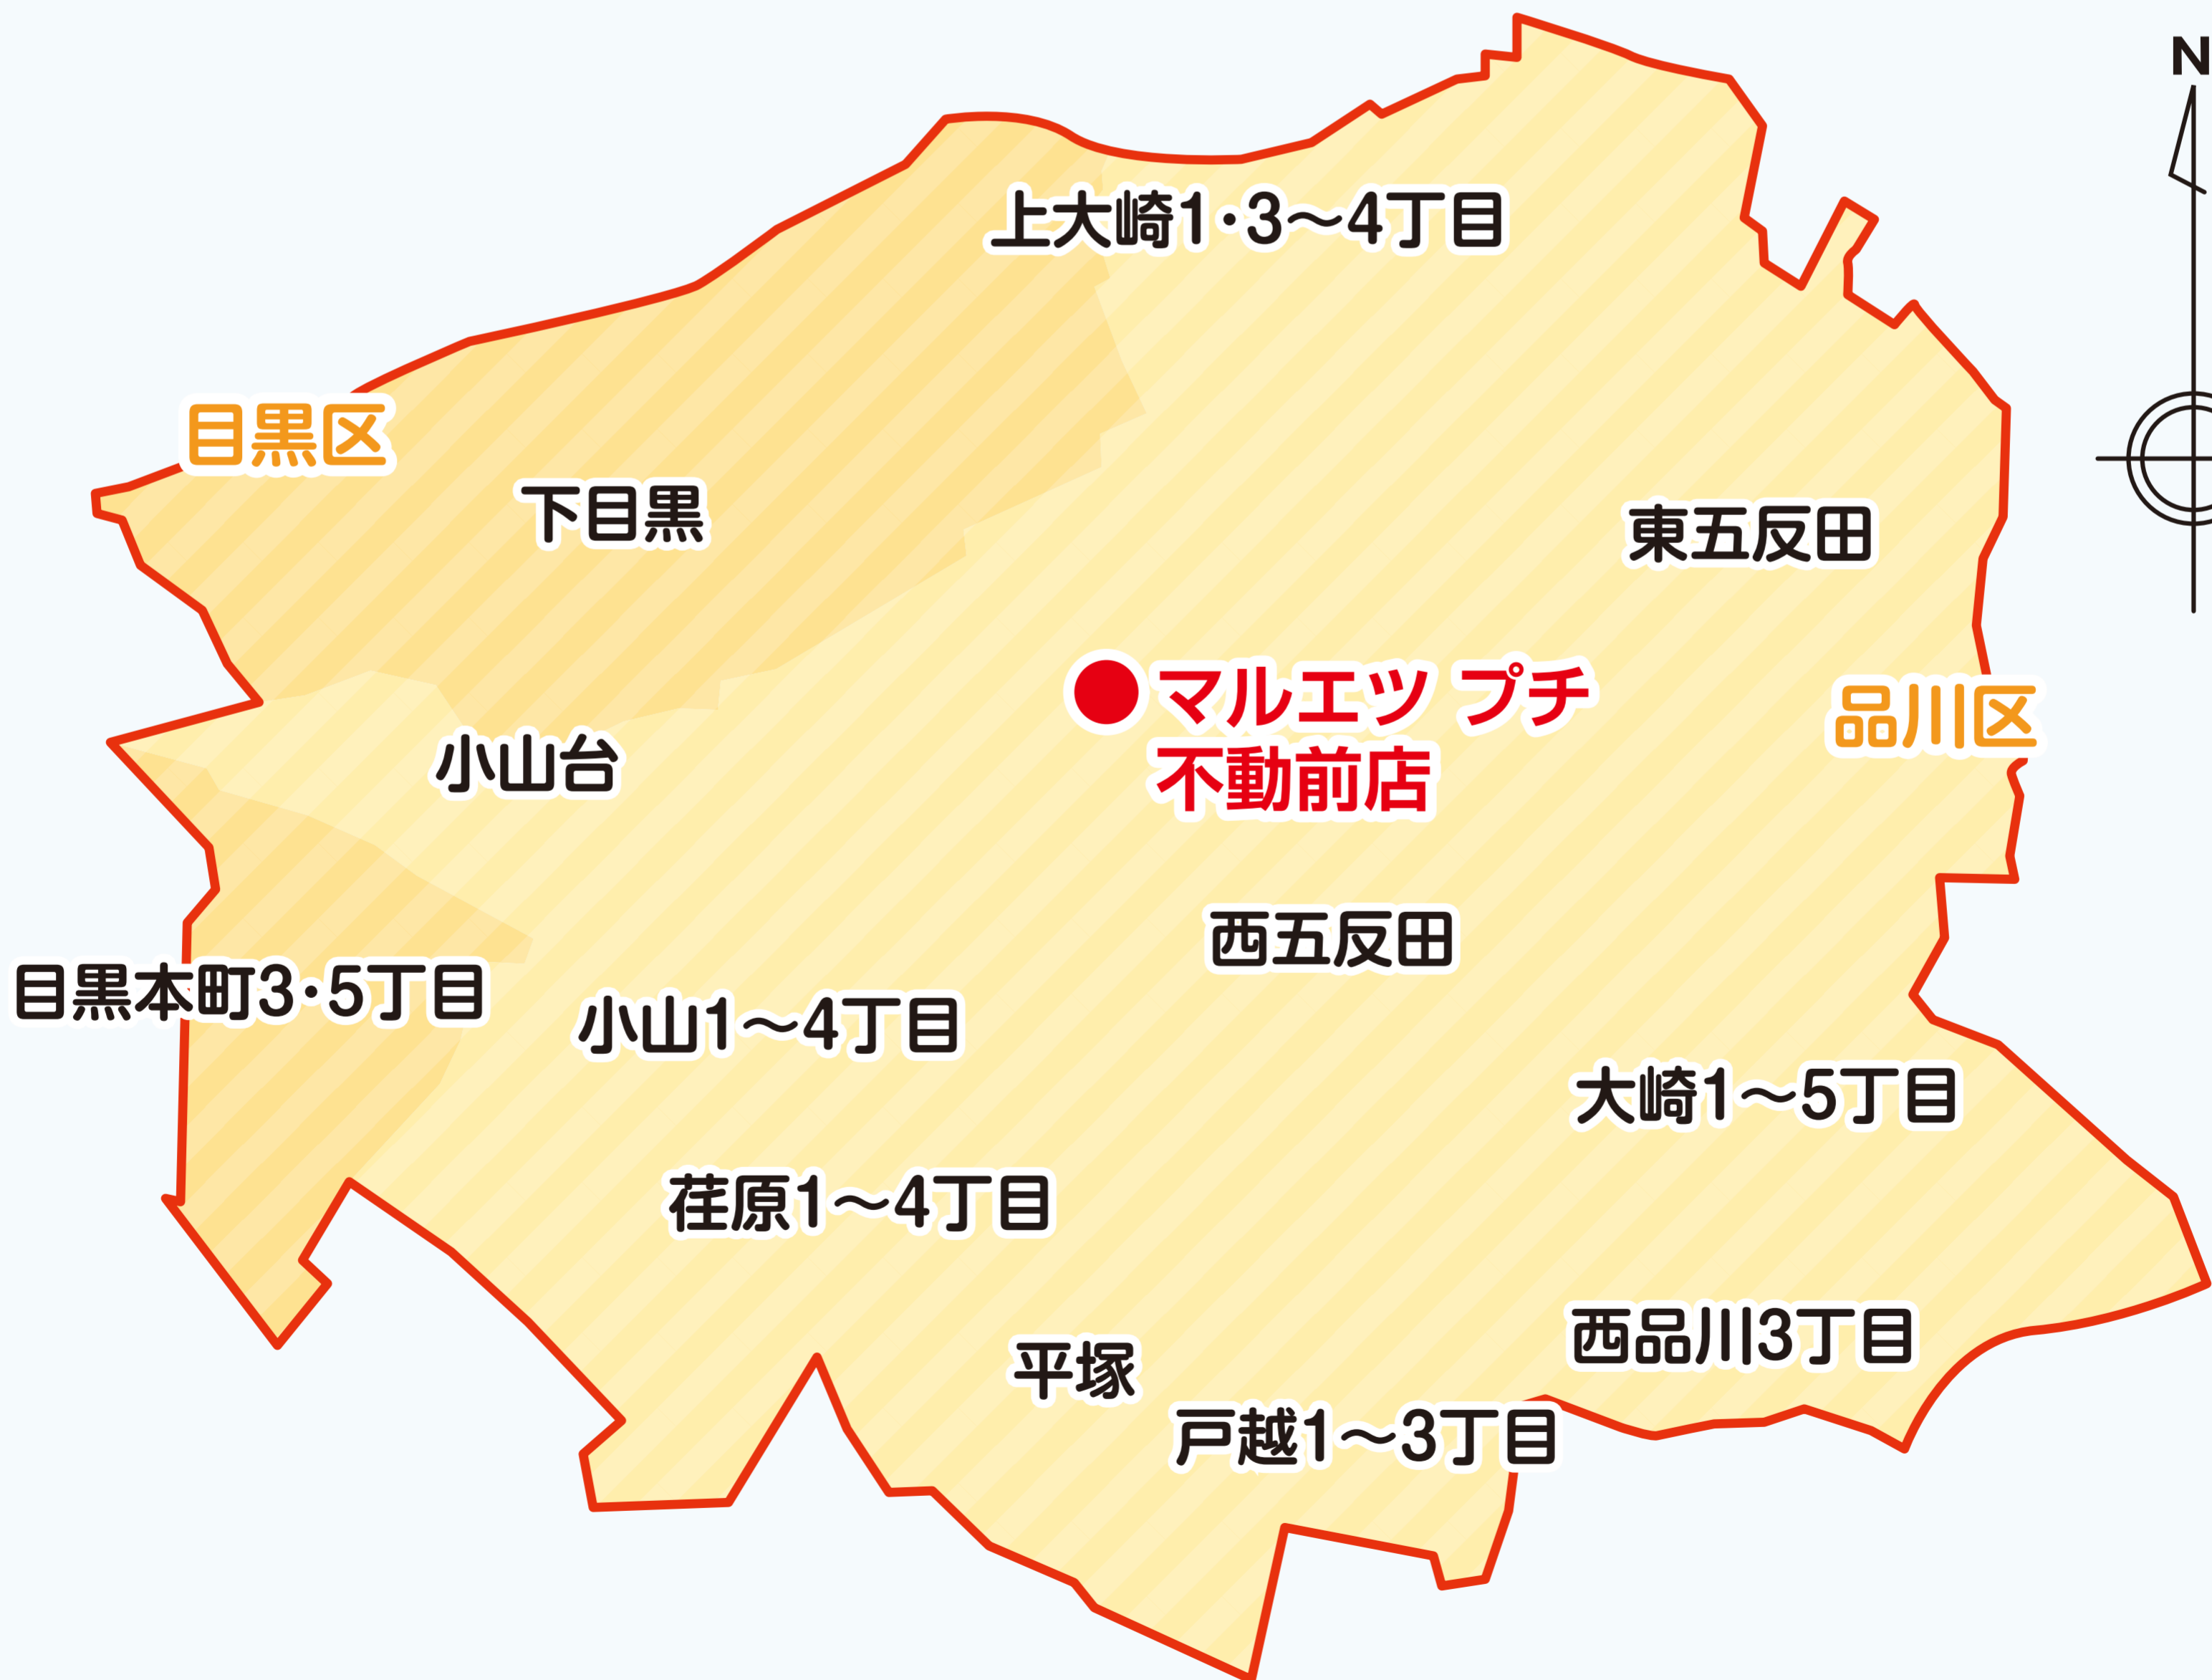 N
上大崎1・3～4丁目
目黒区
下目黒
東五反田
マルエツ プチ
不動前店
品川区
小山台
西五反田
目黒本町3・5丁目
小山1～4丁目
大崎1～5丁目
荏原1～4丁目
西品川3丁目
平塚
戸越1～3丁目